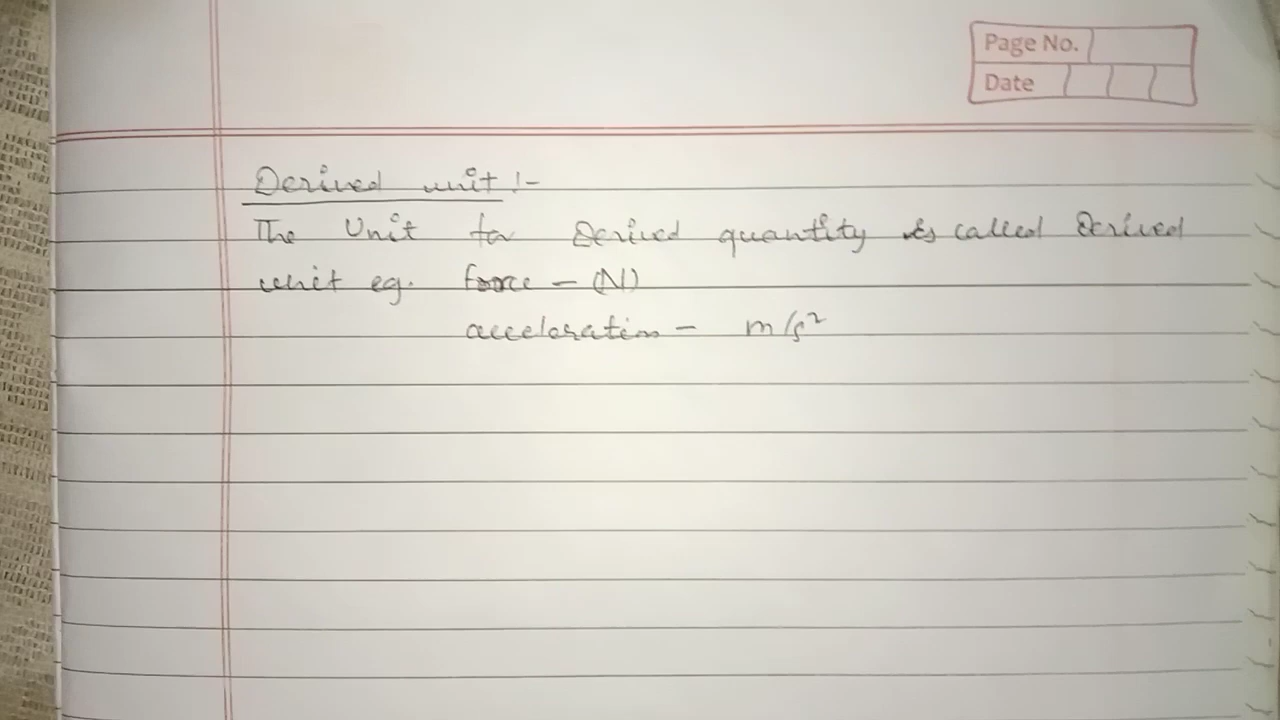 Page No.
Date
Derived unit :-
The Unit for Derived quantity is called Derived
unit eg. force - (N)
acceleration - m/s²